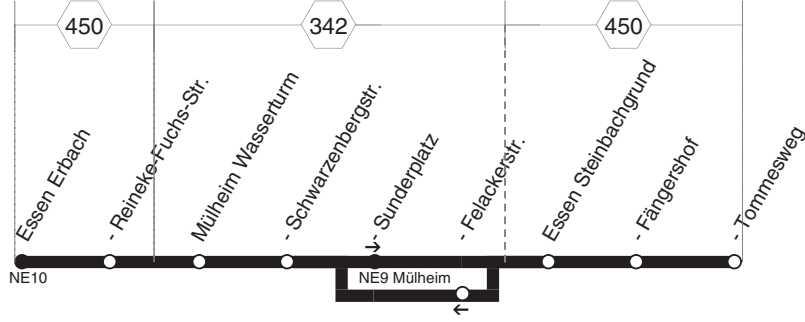 450
342
450
Essen Erbach
- Reineke-Fuchs-Str.
Mülheim Wasserturm
- Schwarzenbergstr.
- Sunderplatz
- Felackerstr.
Essen Steinbachgrund
- Fängershof
- Tommesweg
NE10
NE9 Mülheim